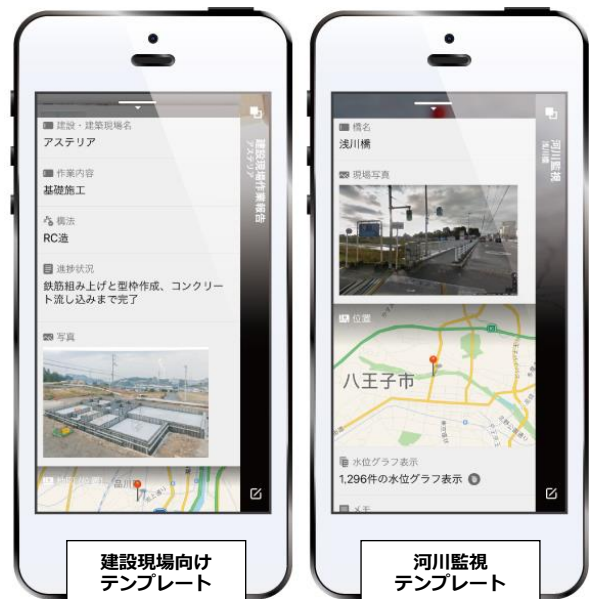 建設・建築現場名
アステリア
作業内容
基礎施工
構法
RC造
進捗状況
鉄筋組み上げと型枠作成、コンクリー
ト流し込みまで完了
写真
品川
建設現場作業報告
アステリア
建設現場向け
テンプレート
橋名
浅川橋
現場写真
位置
八王子市
水位グラフ表示
1,296件の水位グラフ表示
メモ
河川監視
浅川橋
河川監視
テンプレート